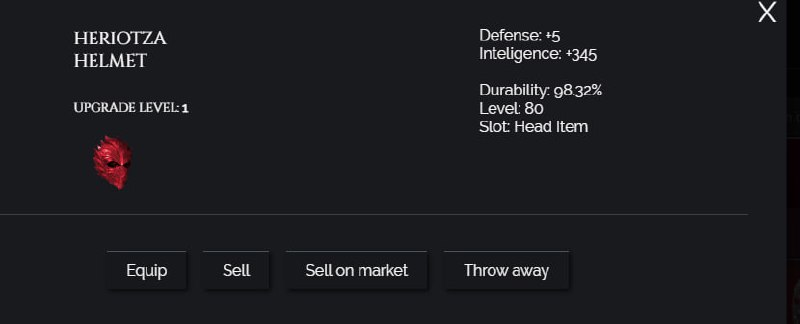 X
HERIOTZA
HELMET
UPGRADE LEVEL: 1
Defense: +5
Inteligence: +345
Durability: 98.32%
Level: 80
Slot: Head Item
Equip
Sell
Sell on market
Throw away